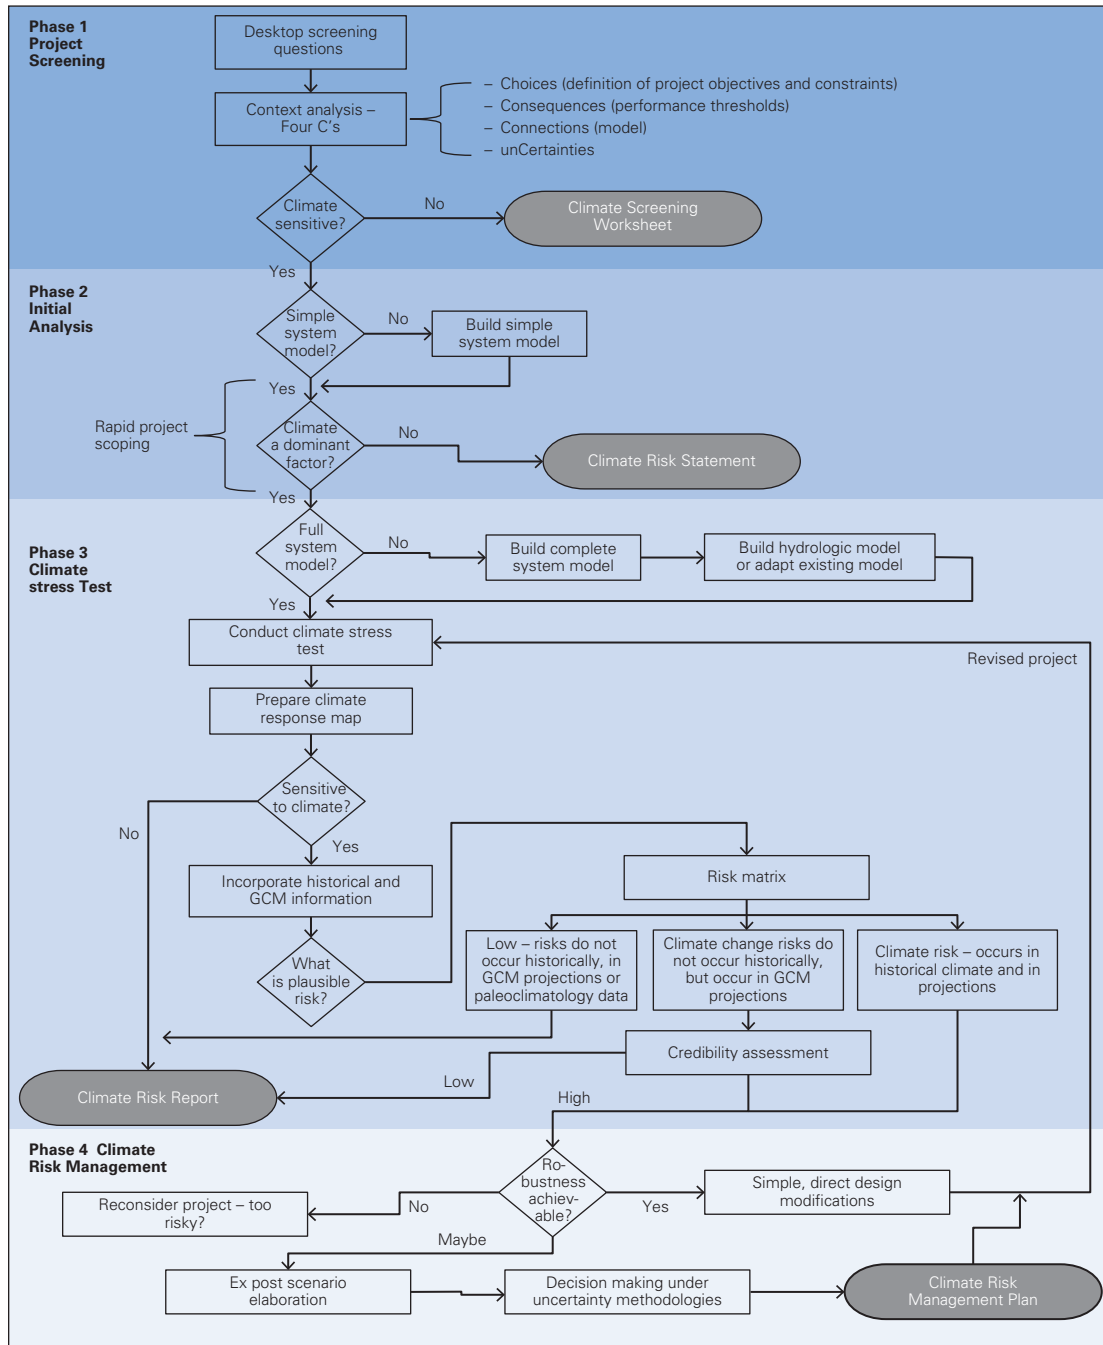 Phase 1
Project
Screening
Desktop screening
questions
Context analysis –
Four C's
– Choices (definition of project objectives and constraints)
– Consequences (performance thresholds)
– Connections (model)
– unCertainties
Climate
sensitive?
No
Climate Screening
Worksheet
Yes
Phase 2
Initial
Analysis
Simple
system
model?
No
Build simple
system model
Yes
Rapid project
scoping
Climate
a dominant
factor?
No
Climate Risk Statement
Yes
Phase 3
Climate
stress Test
Full
system
model?
No
Build complete
system model
Build hydrologic model
or adapt existing model
Yes
Conduct climate stress
test
Revised project
Prepare climate
response map
Sensitive
to climate?
No
Yes
Incorporate historical and
GCM information
Risk matrix
What
is plausible
risk?
Low – risks do not
occur historically, in
GCM projections or
paleoclimatology data
Climate change risks do
not occur historically,
but occur in GCM
projections
Climate risk – occurs in
historical climate and in
projections
Credibility assessment
Low
Climate Risk Report
High
Phase 4 Climate
Risk Management
Ro-
bustness
achiev-
able?
Reconsider project – too
risky?
No
Yes
Simple, direct design
modifications
Maybe
Ex post scenario
elaboration
Decision making under
uncertainty methodologies
Climate Risk
Management Plan